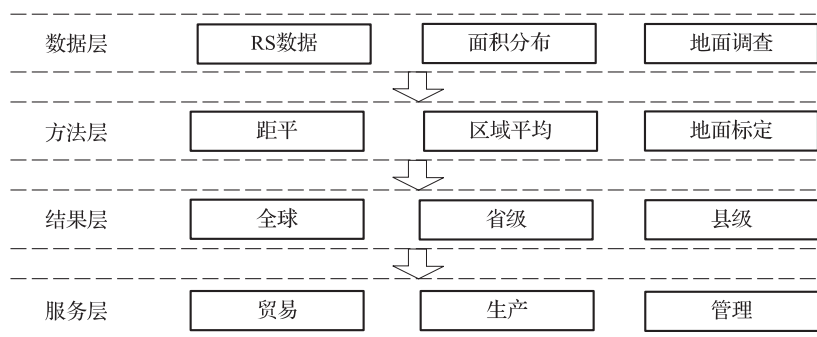 数据层 RS数据 面积分布 地面调查
方法层 距平 区域平均 地面标定
结果层 全球 省级 县级
服务层 贸易 生产 管理